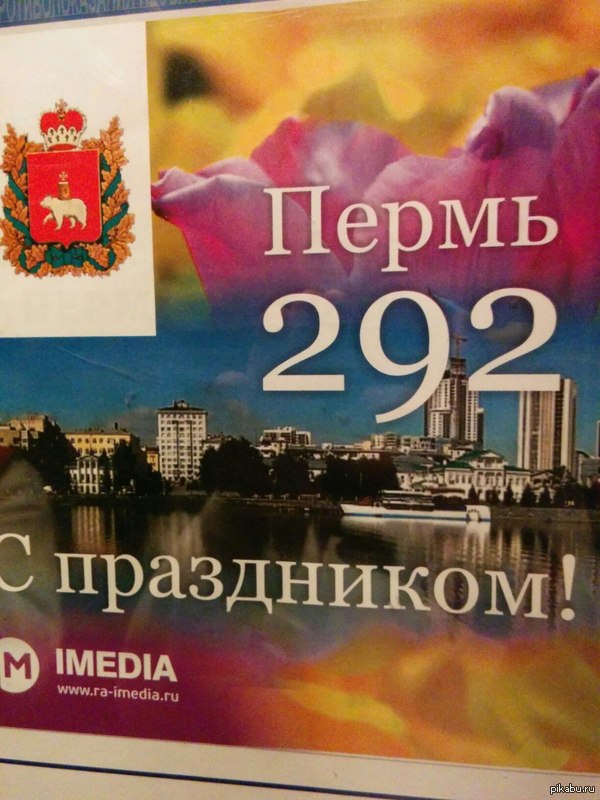 Пермь
292
С праздником!
М IMEDIA
www.ra-imedia.ru
pikabu.ru